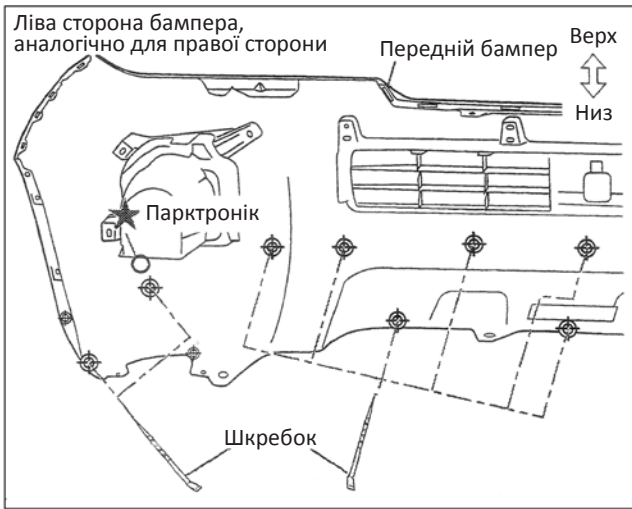 Ліва сторона бампера,
аналогічно для правої сторони
Передній бампер
Верх
Низ
Парктронік
Шкребок